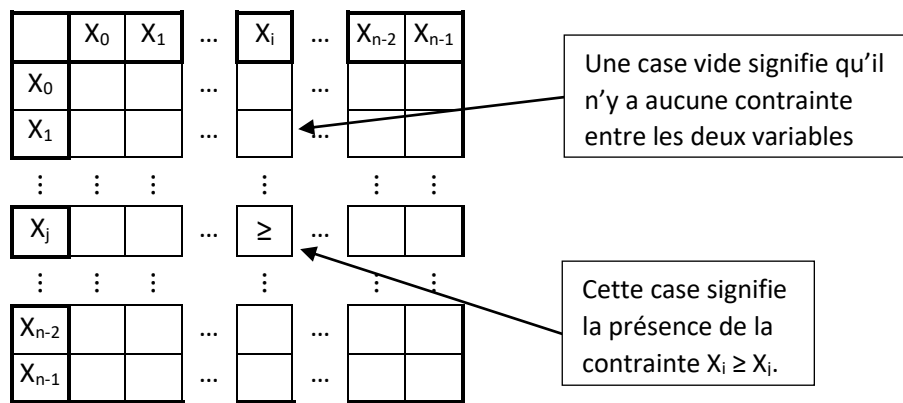 X₀ X₁ ... Xᵢ ... Xₙ₋₂ Xₙ₋₁
X₀ ... ...
X₁ ... ...
⋮ ⋮ ⋮ ⋮ ⋮ ⋮
Xⱼ ... ≥ ...
⋮ ⋮ ⋮ ⋮ ⋮ ⋮
Xₙ₋₂ ... ...
Xₙ₋₁ ... ...
Une case vide signifie qu'il
n'y a aucune contrainte
entre les deux variables
Cette case signifie
la présence de la
contrainte Xᵢ ≥ Xⱼ.